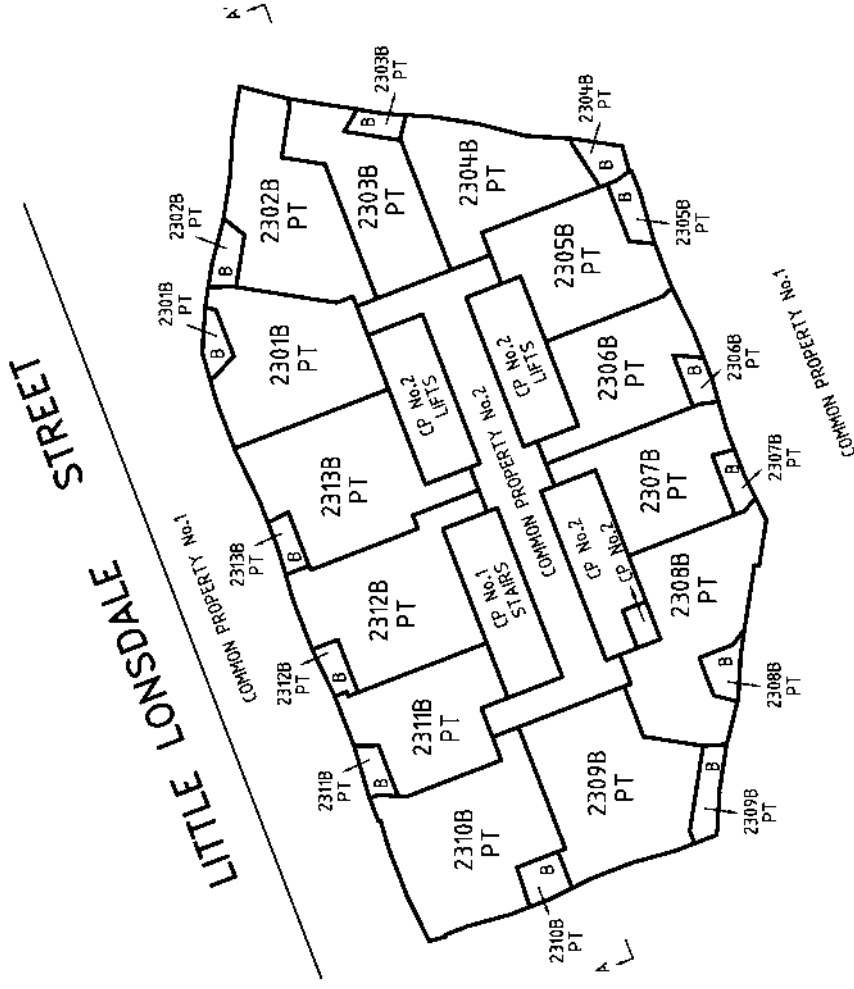 A'
2303B
PT
B
2304B
PT
B
2302B
PT
B
2302B
PT
2303B
PT
2304B
PT
B
2305B
PT
2301B
PT
B
2301B
PT
2305B
PT
CP No.2
LIFTS
CP No.2
LIFTS
2306B
PT
B
2306B
PT
COMMON PROPERTY No.1
COMMON PROPERTY No.2
LITTLE LONSDALE STREET
COMMON PROPERTY No.1
2313B
PT
B
2313B
PT
2307B
PT
B
2307B
PT
CP No.2
CP No.2
CP No.1
STAIRS
2312B
PT
B
2312B
PT
2308B
PT
B
2308B
PT
2311B
PT
B
2311B
PT
2309B
PT
B
2309B
PT
2310B
PT
B
2310B
PT
A